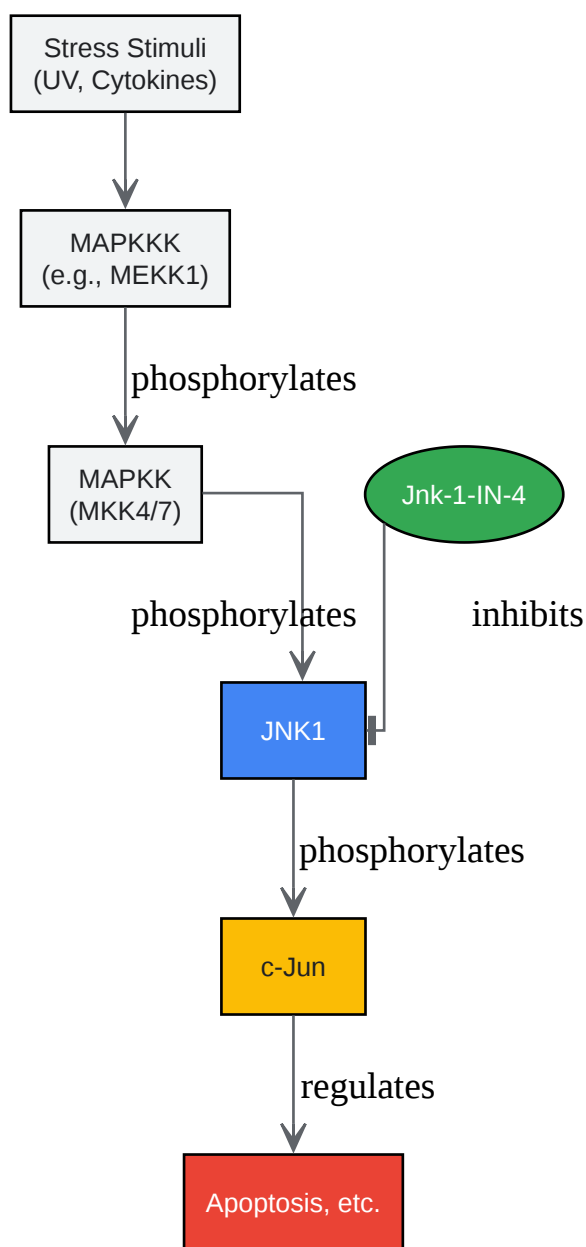 Stress Stimuli
(UV, Cytokines)
MAPKKK
(e.g., MEKK1)
phosphorylates
MAPKK
(MKK4/7)
Jnk-1-IN-4
phosphorylates
inhibits
JNK1
phosphorylates
c-Jun
regulates
Apoptosis, etc.